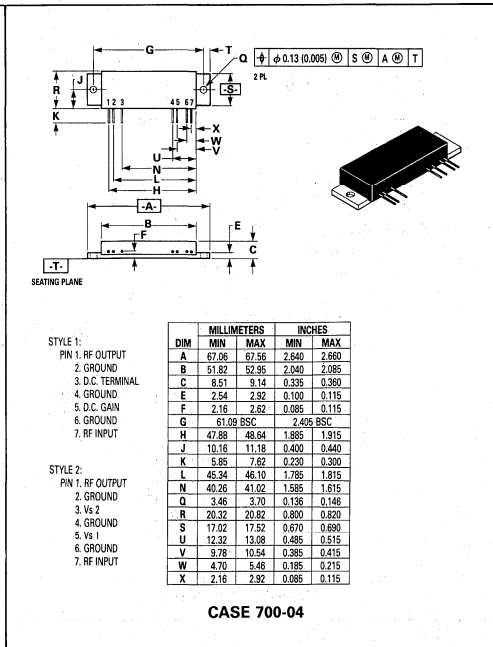 G T
Q ⌖ ⌀ 0.13 (0.005) Ⓜ S Ⓜ A Ⓜ T
2 PL
J
R -S-
1 2 3 4 5 6 7
K X
W
V
U
N
L
H
-A-
B E
F
C
-T-
SEATING PLANE
STYLE 1:
PIN 1. RF OUTPUT
2. GROUND
3. D.C. TERMINAL
4. GROUND
5. D.C. GAIN
6. GROUND
7. RF INPUT
STYLE 2:
PIN 1. RF OUTPUT
2. GROUND
3. Vs 2
4. GROUND
5. Vs 1
6. GROUND
7. RF INPUT
MILLIMETERS INCHES
DIM MIN MAX MIN MAX
A 67.06 67.56 2.640 2.660
B 51.82 52.95 2.040 2.085
C 8.51 9.14 0.335 0.360
E 2.54 2.92 0.100 0.115
F 2.16 2.62 0.085 0.115
G 61.09 BSC 2.405 BSC
H 47.88 48.64 1.885 1.915
J 10.16 11.18 0.400 0.440
K 5.85 7.62 0.230 0.300
L 45.34 46.10 1.785 1.815
N 40.26 41.02 1.585 1.615
Q 3.46 3.70 0.136 0.146
R 20.32 20.82 0.800 0.820
S 17.02 17.52 0.670 0.690
U 12.32 13.08 0.485 0.515
V 9.78 10.54 0.385 0.415
W 4.70 5.46 0.185 0.215
X 2.16 2.92 0.085 0.115
CASE 700-04